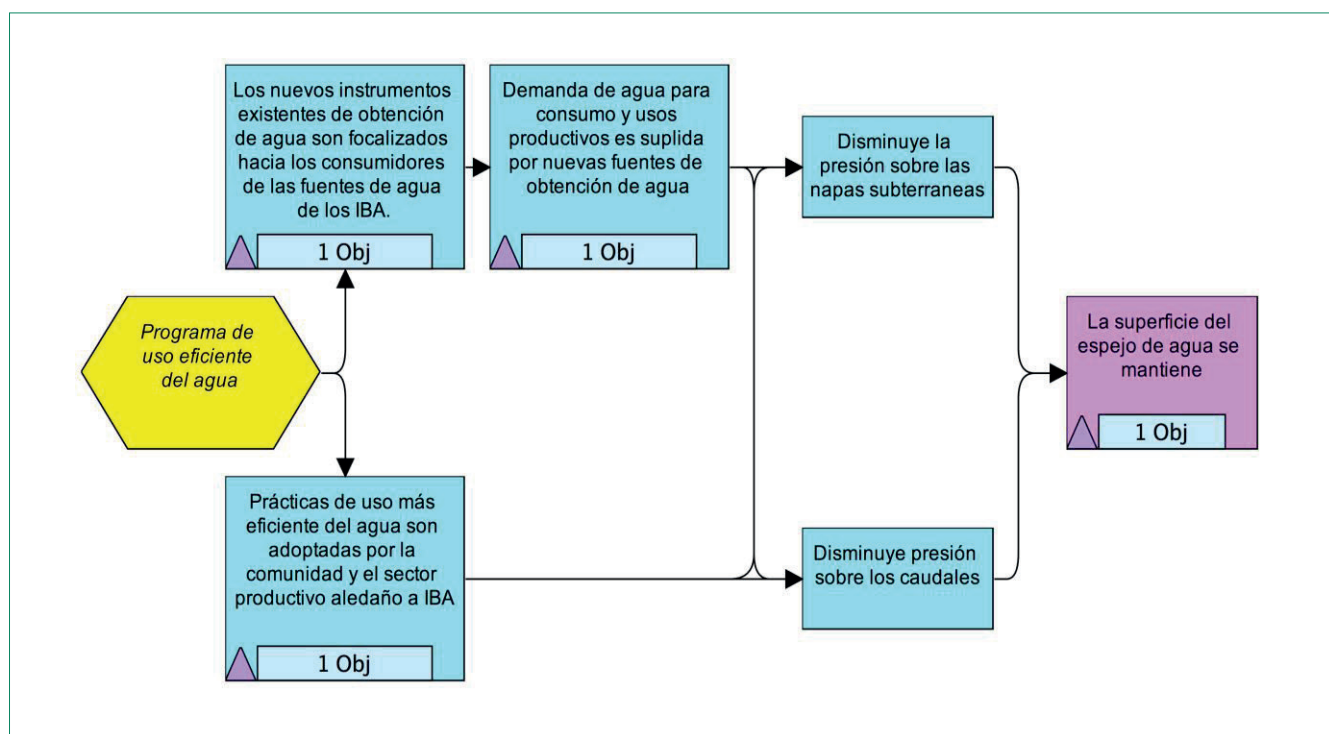 Los nuevos instrumentos
existentes de obtención
de agua son focalizados
hacia los consumidores
de las fuentes de agua
de los IBA.
1 Obj
Demanda de agua para
consumo y usos
productivos es suplida
por nuevas fuentes de
obtención de agua
1 Obj
Disminuye la
presión sobre las
napas subterraneas
Programa de
uso eficiente
del agua
La superficie del
espejo de agua se
mantiene
1 Obj
Prácticas de uso más
eficiente del agua son
adoptadas por la
comunidad y el sector
productivo aledaño a IBA
1 Obj
Disminuye presión
sobre los caudales